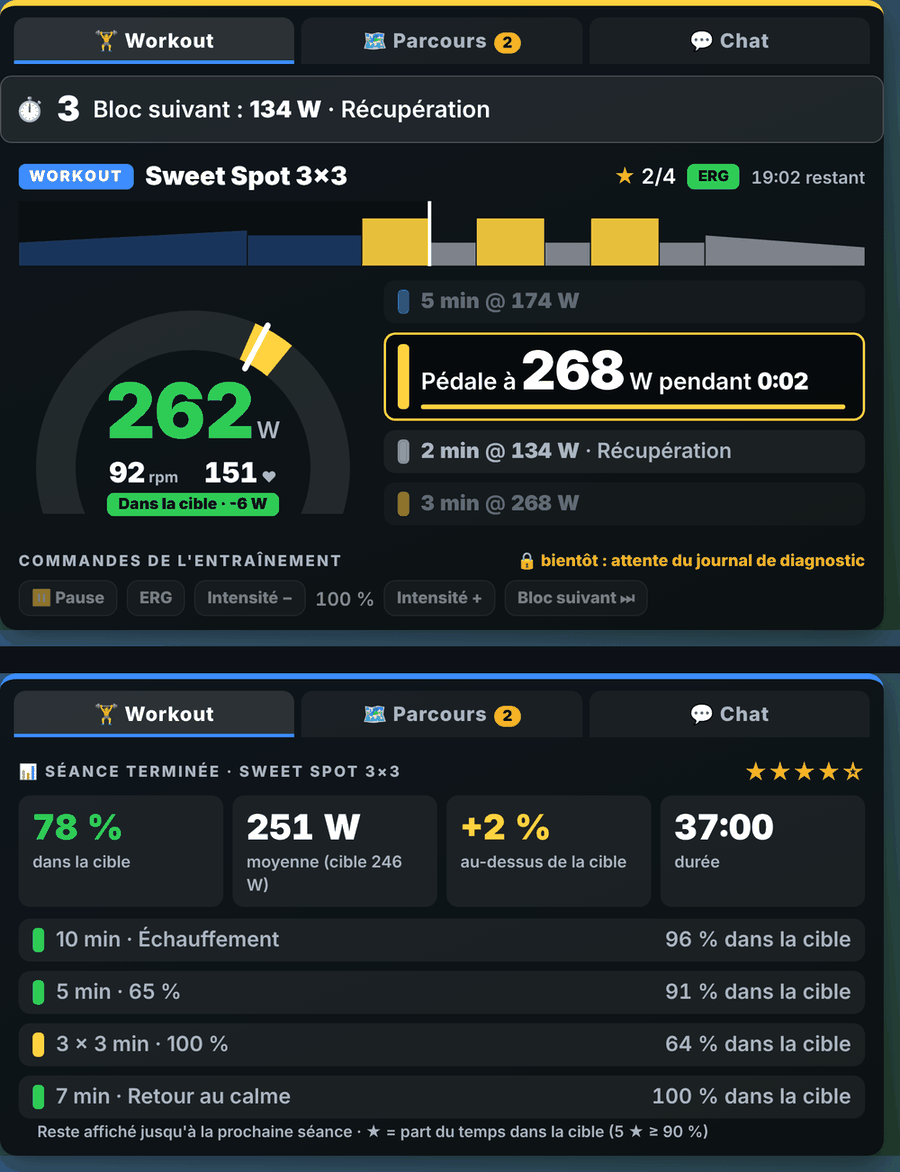 🏋️ Workout
🗺️ Parcours 2
💬 Chat
⏱️ 3 Bloc suivant : 134 W · Récupération
WORKOUT Sweet Spot 3×3
★ 2/4 ERG 19:02 restant
5 min @ 174 W
Pédale à 268 W pendant 0:02
262 W
92 rpm 151 ♥
Dans la cible · -6 W
2 min @ 134 W · Récupération
3 min @ 268 W
COMMANDES DE L'ENTRAÎNEMENT
🔒 bientôt : attente du journal de diagnostic
⏸ Pause
ERG
Intensité −
100 %
Intensité +
Bloc suivant ⏭
🏋️ Workout
🗺️ Parcours 2
💬 Chat
📊 SÉANCE TERMINÉE · SWEET SPOT 3×3
★★★★☆
78 %
dans la cible
251 W
moyenne (cible 246
W)
+2 %
au-dessus de la cible
37:00
durée
10 min · Échauffement 96 % dans la cible
5 min · 65 % 91 % dans la cible
3 × 3 min · 100 % 64 % dans la cible
7 min · Retour au calme 100 % dans la cible
Reste affiché jusqu'à la prochaine séance · ★ = part du temps dans la cible (5 ★ ≥ 90 %)